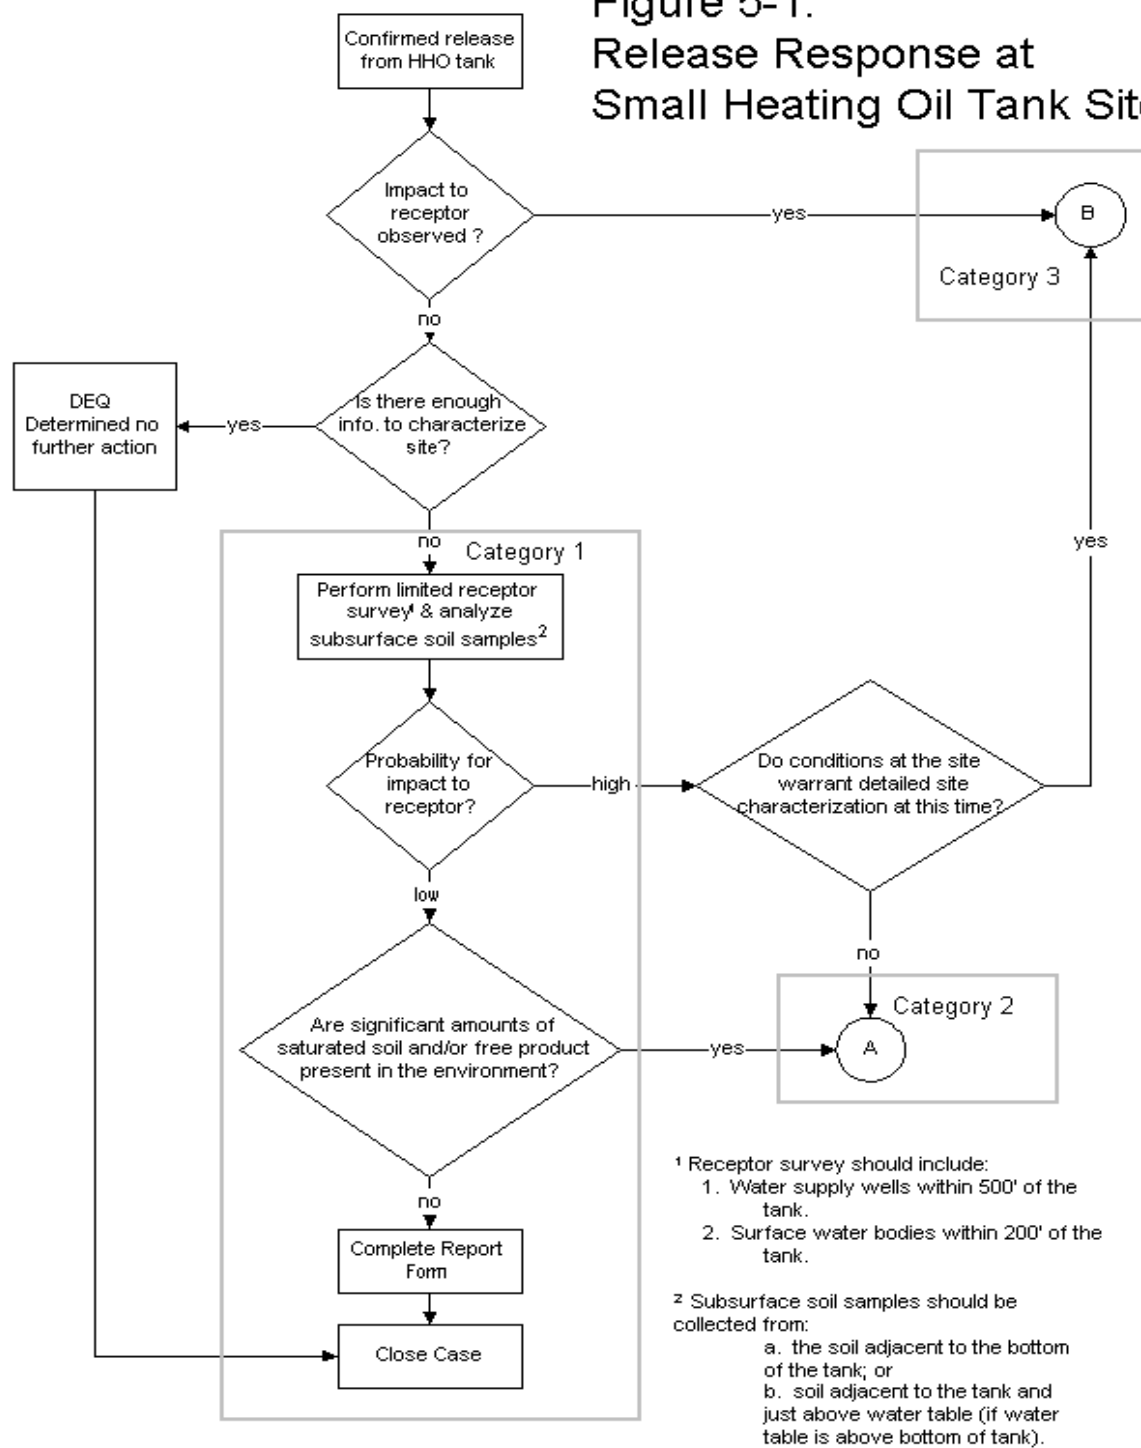 Figure 5-1.
Release Response at
Small Heating Oil Tank Site
Confirmed release
from HHO tank
Impact to
receptor
observed ?
yes
B
Category 3
no
Is there enough
info. to characterize
site?
yes
DEQ
Determined no
further action
no
Category 1
Perform limited receptor
survey¹ & analyze
subsurface soil samples²
yes
Probability for
impact to
receptor?
high
Do conditions at the site
warrant detailed site
characterization at this time?
low
no
Category 2
A
Are significant amounts of
saturated soil and/or free product
present in the environment?
yes
no
Complete Report
Form
Close Case
¹ Receptor survey should include:
1. Water supply wells within 500' of the
tank.
2. Surface water bodies within 200' of the
tank.
² Subsurface soil samples should be
collected from:
a. the soil adjacent to the bottom
of the tank; or
b. soil adjacent to the tank and
just above water table (if water
table is above bottom of tank).